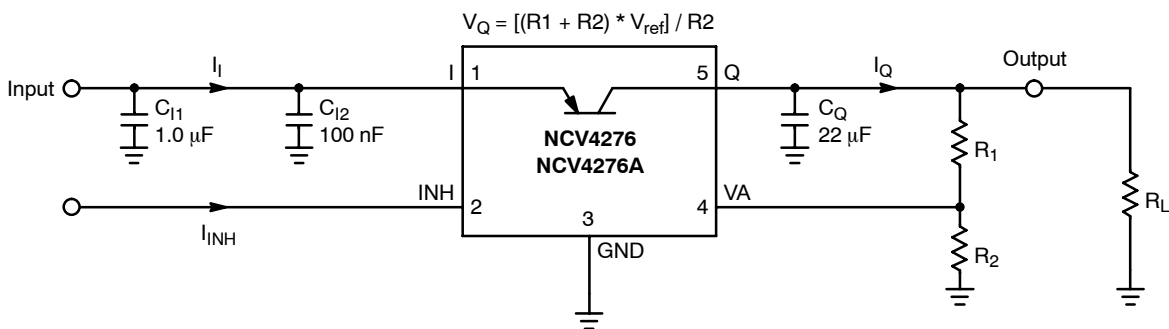 V_Q = [(R1 + R2) * V_ref] / R2
Input
I_I
C_I1
1.0 μF
C_I2
100 nF
I
1
5
Q
NCV4276
NCV4276A
C_Q
22 μF
I_Q
Output
R_1
R_L
INH
2
I_INH
3
GND
4
VA
R_2